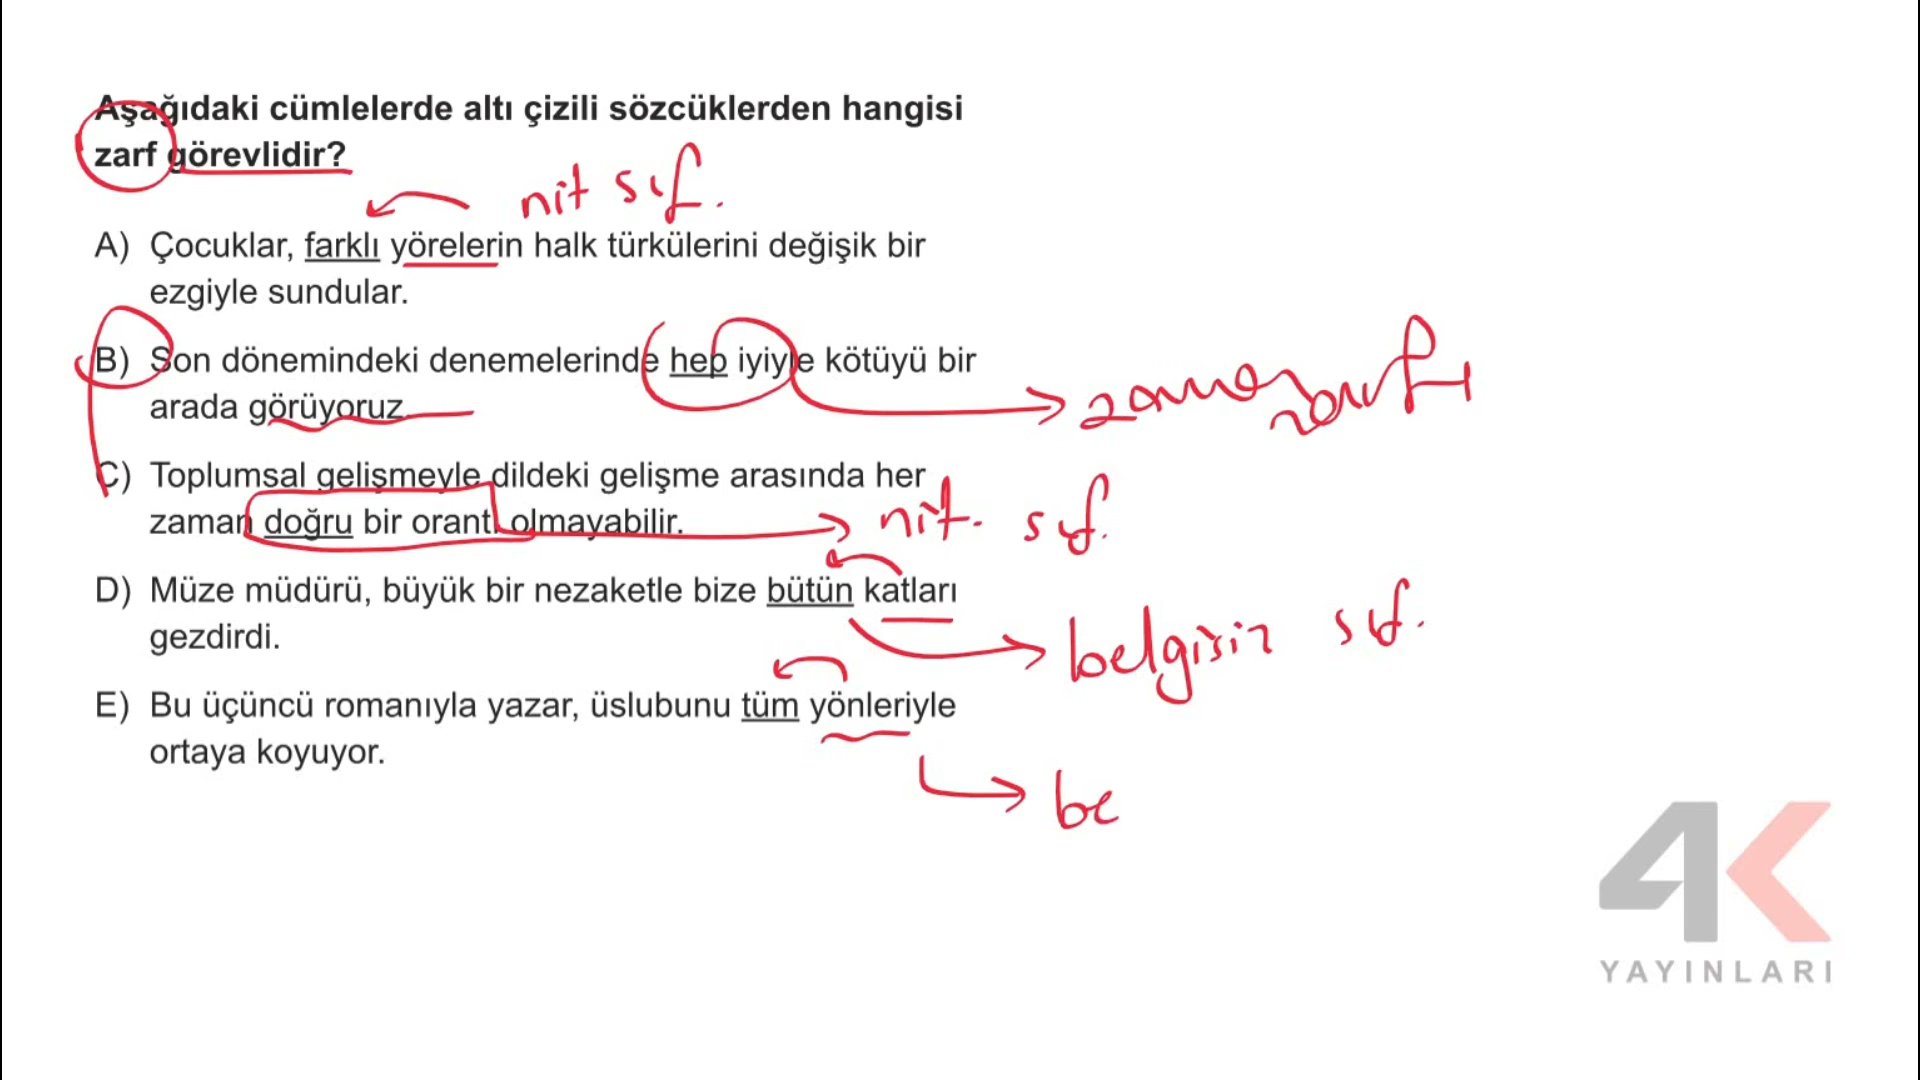 Aşağıdaki cümlelerde altı çizili sözcüklerden hangisi
zarf görevlidir?
nit sıf.
A) Çocuklar, farklı yörelerin halk türkülerini değişik bir
ezgiyle sundular.
B) Son dönemindeki denemelerinde hep iyiyle kötüyü bir
arada görüyoruz.
zaman zarfı
C) Toplumsal gelişmeyle dildeki gelişme arasında her
zaman doğru bir orantı olmayabilir.
nit. sıf.
D) Müze müdürü, büyük bir nezaketle bize bütün katları
gezdirdi.
belgisiz sıf.
E) Bu üçüncü romanıyla yazar, üslubunu tüm yönleriyle
ortaya koyuyor.
be
4K
YAYINLARI